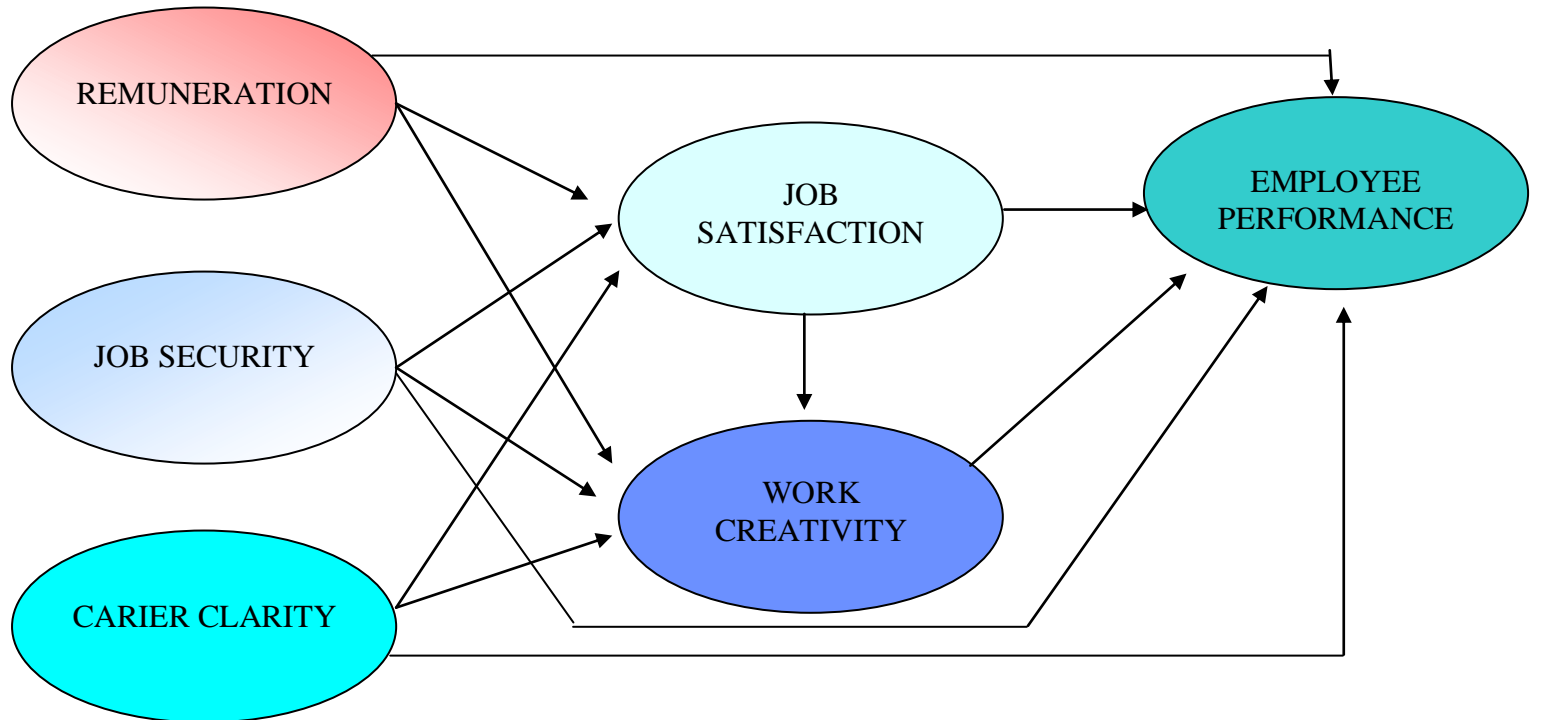 REMUNERATION
JOB
SATISFACTION
EMPLOYEE
PERFORMANCE
JOB SECURITY
WORK
CREATIVITY
CARIER CLARITY